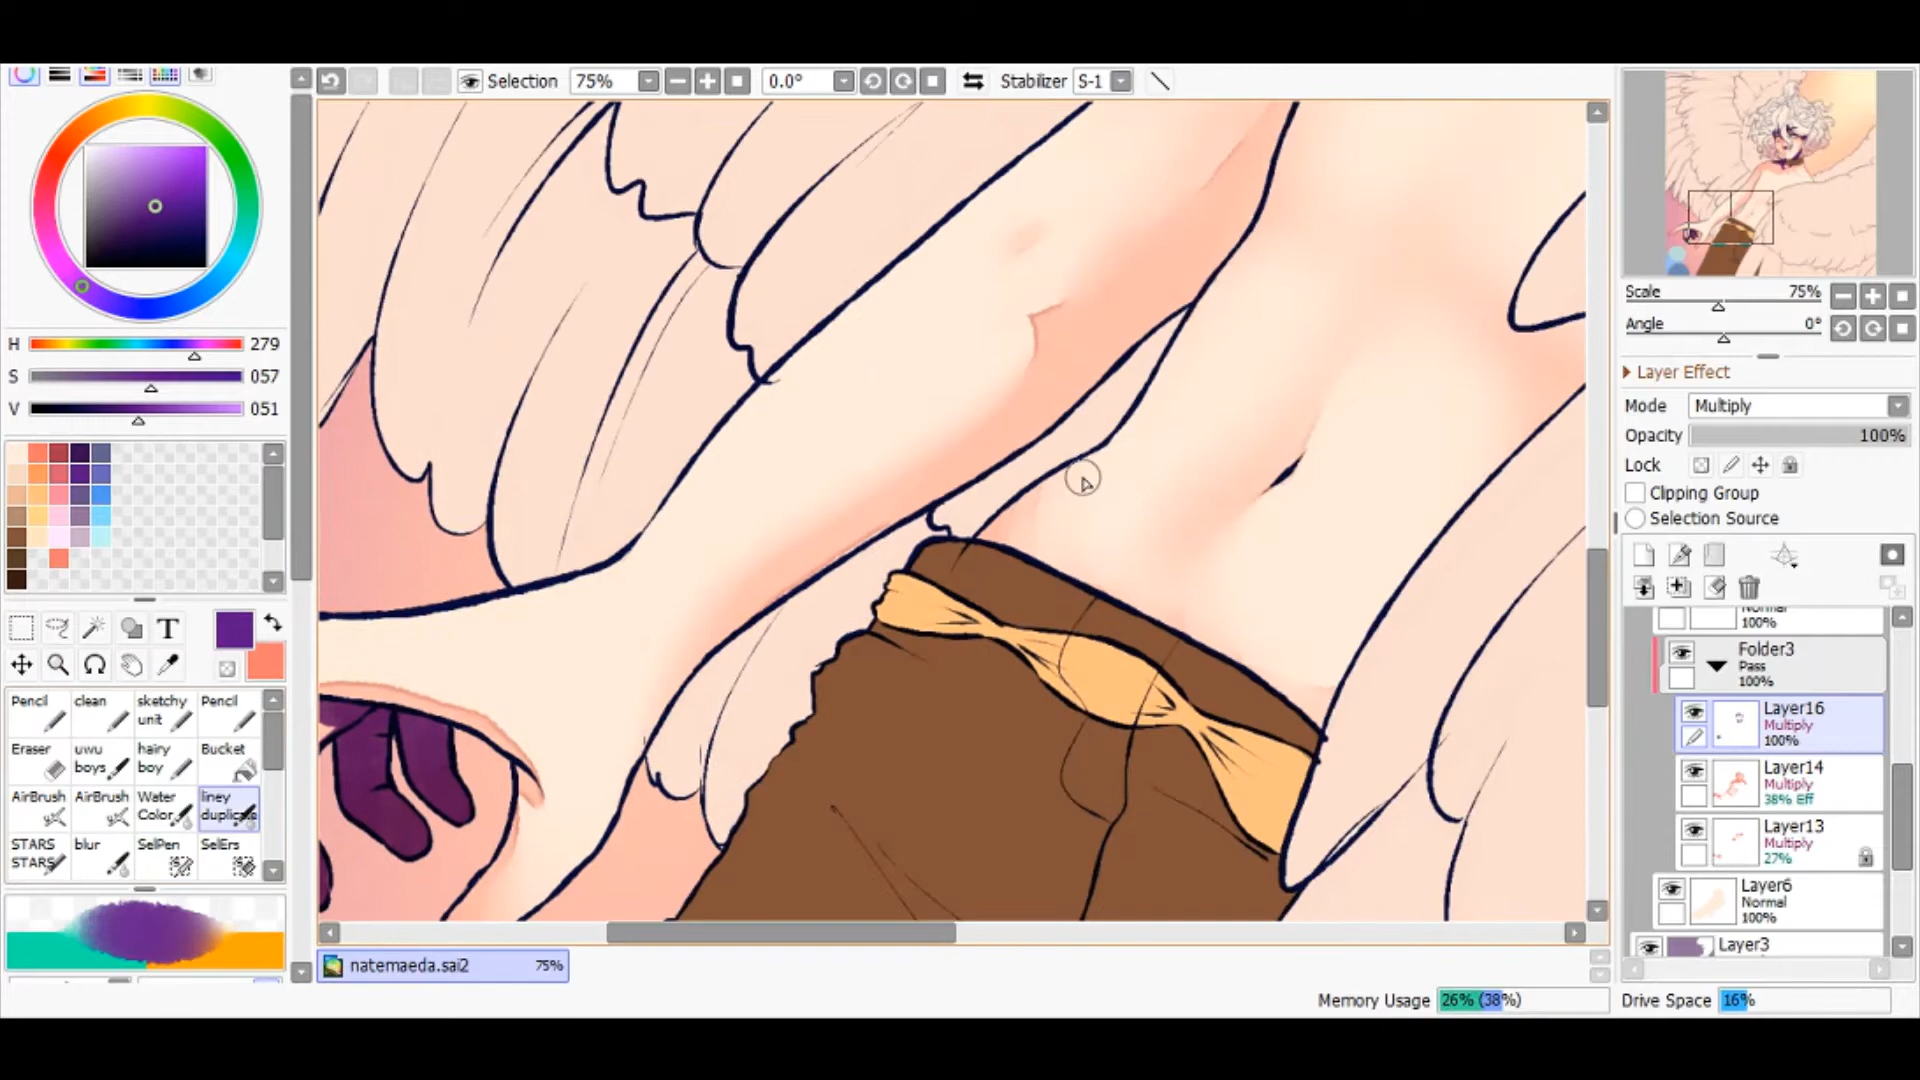 Selection 75% 0.0° Stabilizer S-1
H 279
S 057
V 051
T
Pencil clean sketchy unit Pencil
Eraser uwu boys hairy boy Bucket
AirBrush AirBrush Water Color liney duplicate
STARS STARS blur SelPen SelErs
natemaeda.sai2 75%
Memory Usage 26% (38%) Drive Space 16%
Scale 75%
Angle 0°
Layer Effect
Mode Multiply
Opacity 100%
Lock
Clipping Group
Selection Source
Normal
100%
Folder3
Pass
100%
Layer16
Multiply
100%
Layer14
Multiply
38% Eff
Layer13
Multiply
27%
Layer6
Normal
100%
Layer3